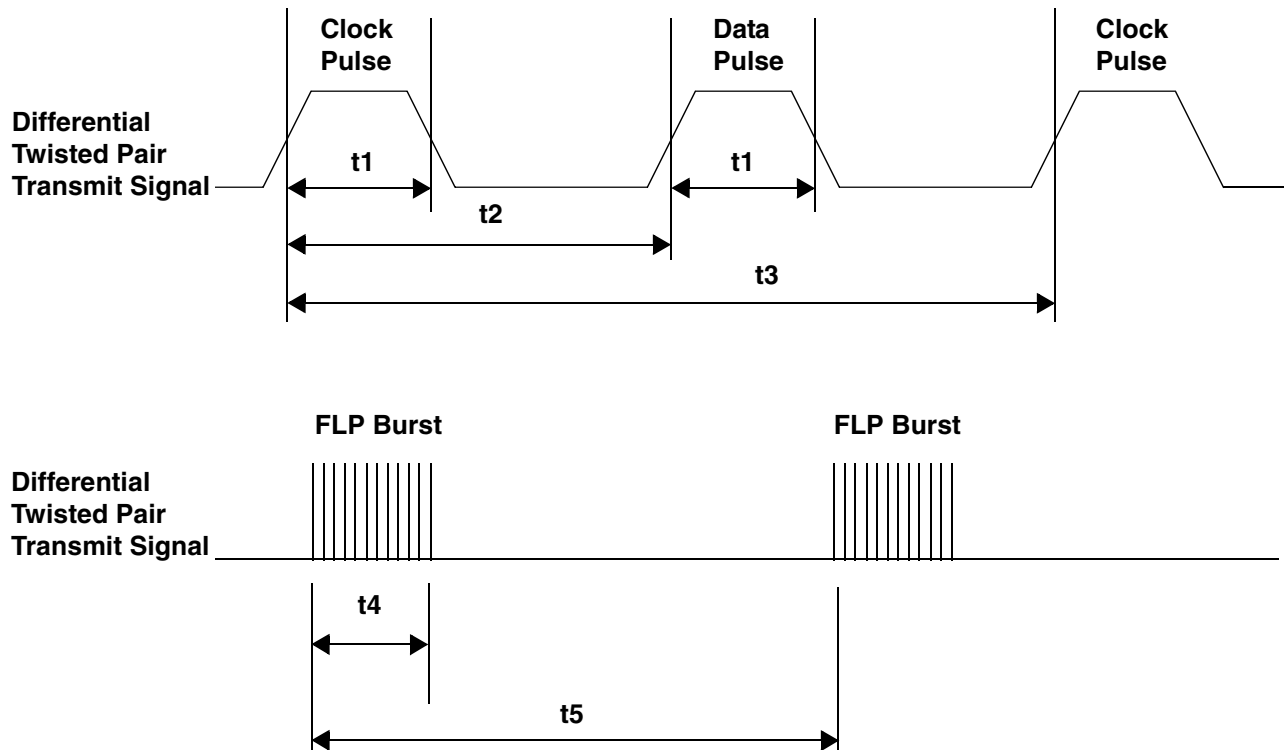 Clock
Pulse
Data
Pulse
Clock
Pulse
Differential
Twisted Pair
Transmit Signal
t1
t1
t2
t3
FLP Burst
FLP Burst
Differential
Twisted Pair
Transmit Signal
t4
t5